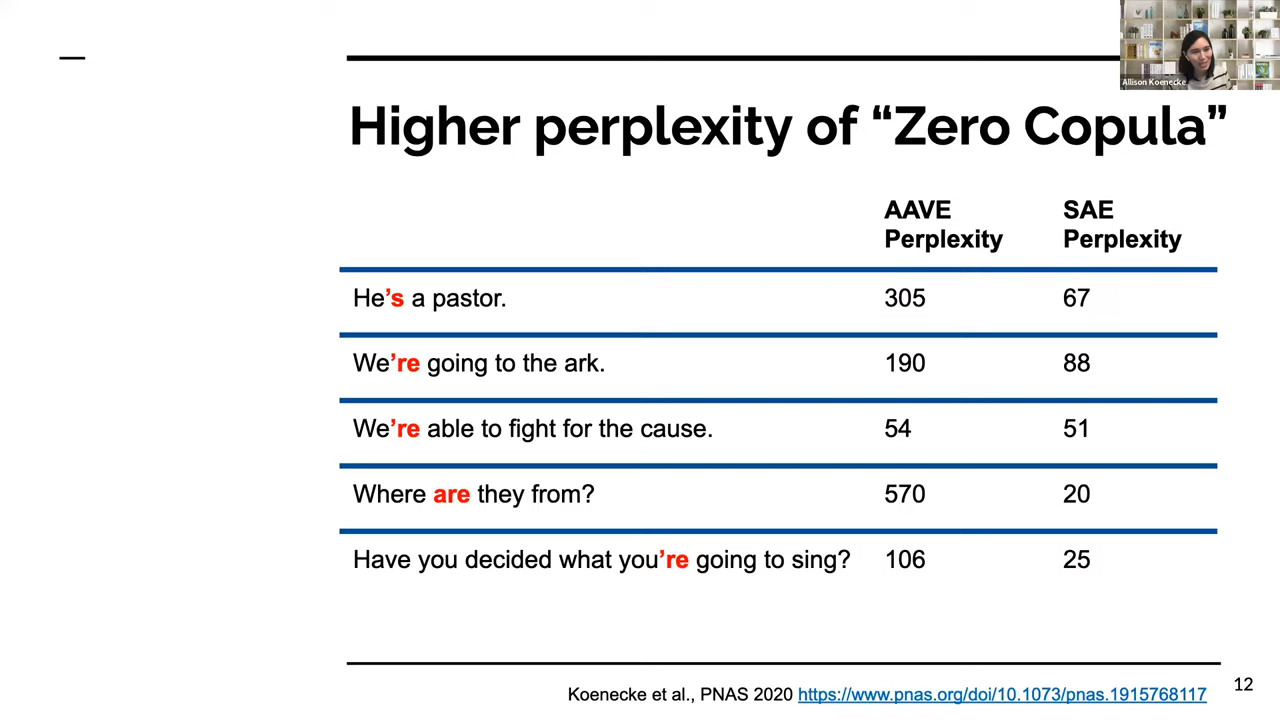 Allison Koenecke
Higher perplexity of “Zero Copula”
AAVE Perplexity SAE Perplexity
He’s a pastor. 305 67
We’re going to the ark. 190 88
We’re able to fight for the cause. 54 51
Where are they from? 570 20
Have you decided what you’re going to sing? 106 25
Koenecke et al., PNAS 2020 https://www.pnas.org/doi/10.1073/pnas.1915768117
12